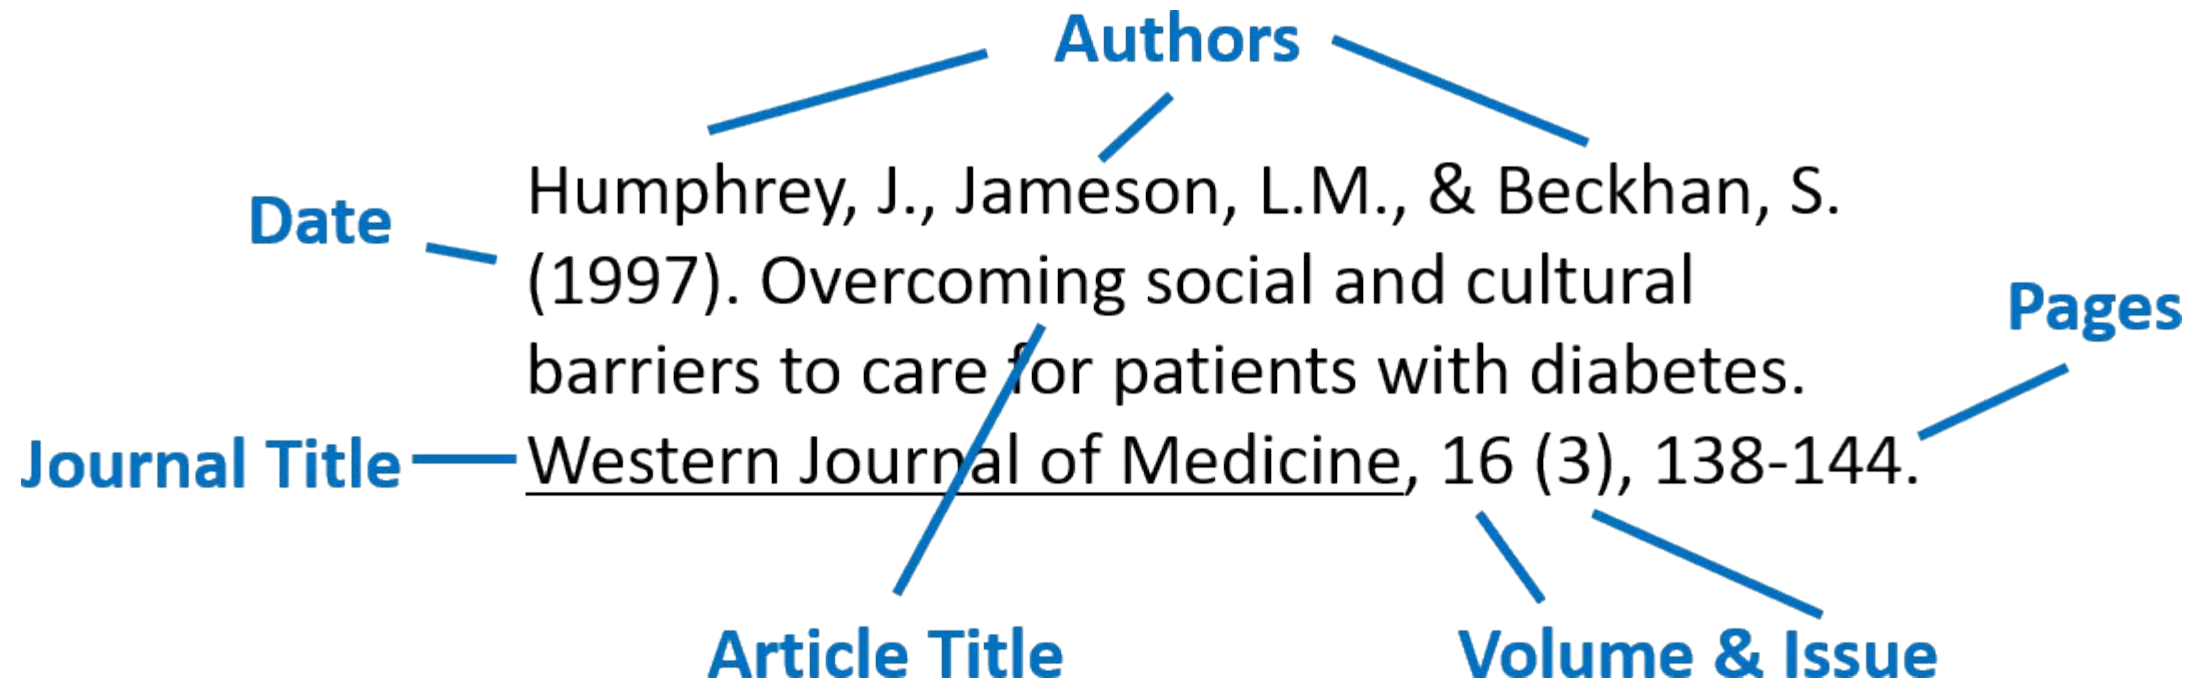 Authors
Humphrey, J., Jameson, L.M., & Beckhan, S.
Date
(1997). Overcoming social and cultural
Pages
barriers to care for patients with diabetes.
Journal Title
Western Journal of Medicine, 16 (3), 138-144.
Article Title
Volume & Issue